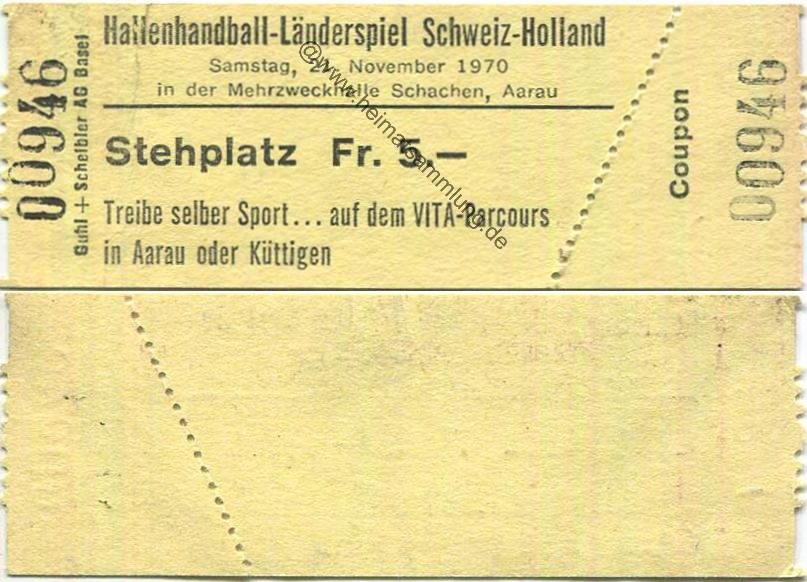 Hallenhandball-Länderspiel Schweiz-Holland
Samstag, November 1970
in der Mehrzweckhalle Schachen, Aarau
Stehplatz Fr. 5.—
Treibe selber Sport... auf dem VITA-Parcours
in Aarau oder Küttigen
00946
Guhl + Scheibler AG Basel
Coupon
00946
@www.heimatsammlung.de